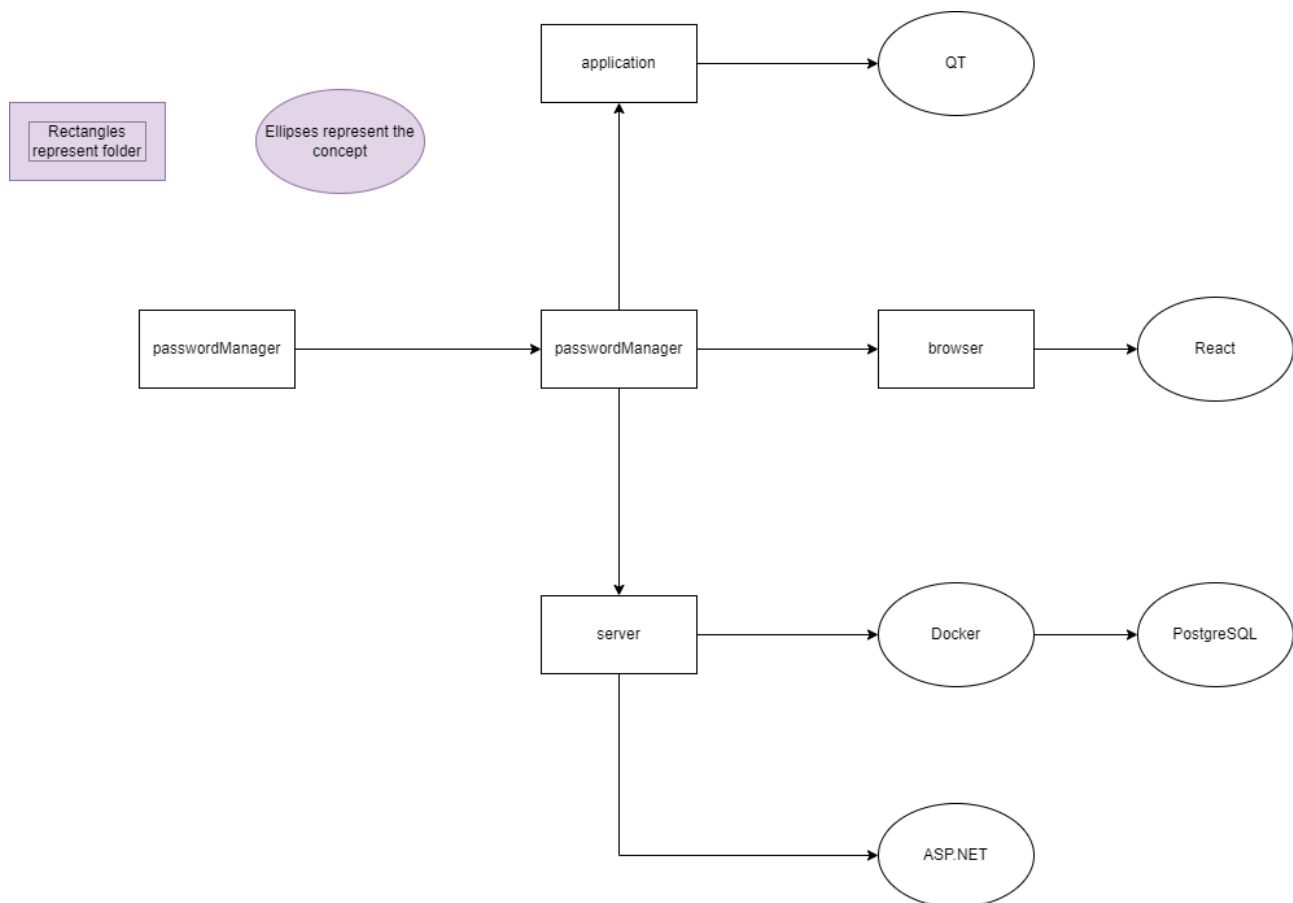 application
QT
Rectangles
represent folder
Ellipses represent the
concept
passwordManager
passwordManager
browser
React
server
Docker
PostgreSQL
ASP.NET